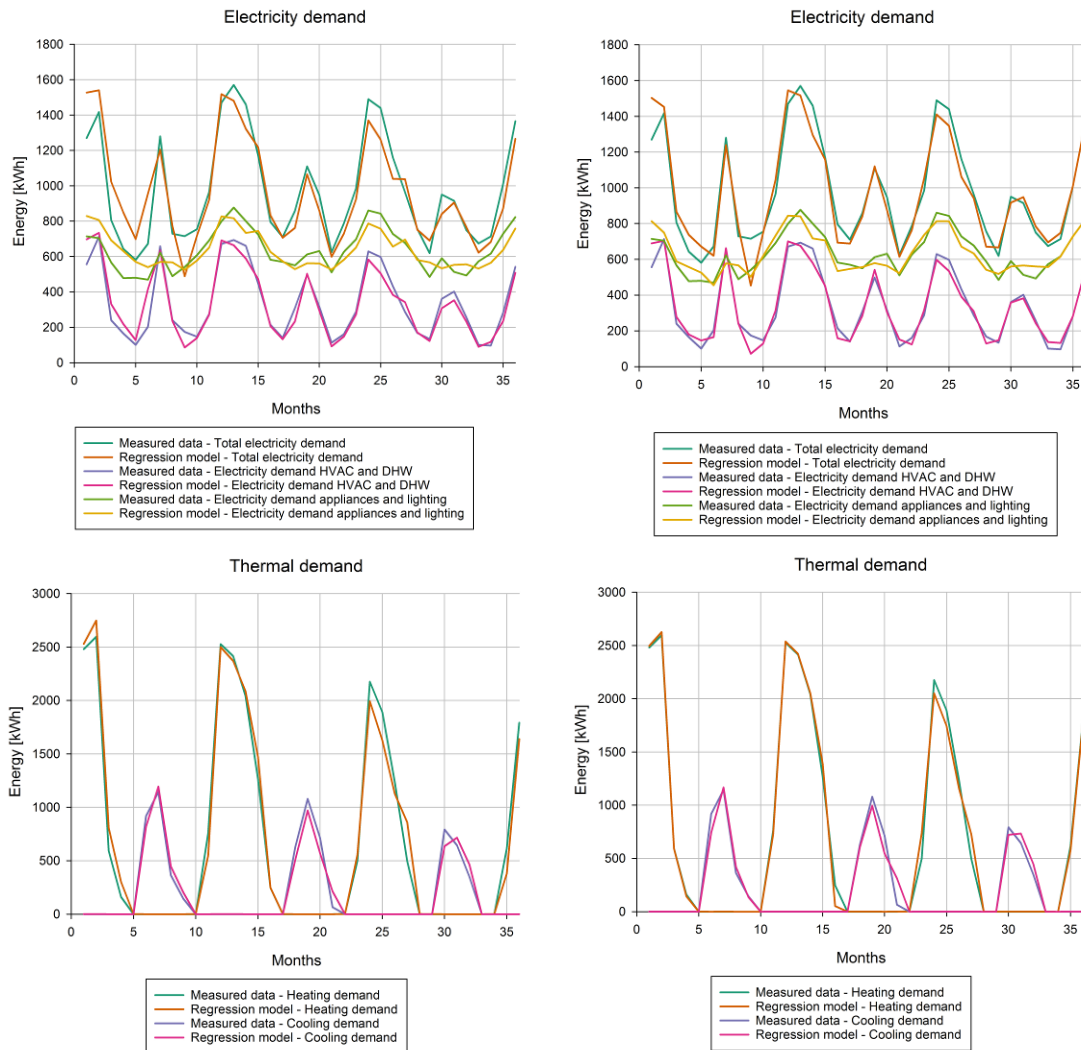 Electricity demand
1800
1600
1400
1200
1000
800
600
400
200
0
Energy [kWh]
0 5 10 15 20 25 30 35
Months
Measured data - Total electricity demand
Regression model - Total electricity demand
Measured data - Electricity demand HVAC and DHW
Regression model - Electricity demand HVAC and DHW
Measured data - Electricity demand appliances and lighting
Regression model - Electricity demand appliances and lighting
Electricity demand
1800
1600
1400
1200
1000
800
600
400
200
0
Energy [kWh]
0 5 10 15 20 25 30 35
Months
Measured data - Total electricity demand
Regression model - Total electricity demand
Measured data - Electricity demand HVAC and DHW
Regression model - Electricity demand HVAC and DHW
Measured data - Electricity demand appliances and lighting
Regression model - Electricity demand appliances and lighting
Thermal demand
3000
2500
2000
1500
1000
500
0
Energy [kWh]
0 5 10 15 20 25 30 35
Months
Measured data - Heating demand
Regression model - Heating demand
Measured data - Cooling demand
Regression model - Cooling demand
Thermal demand
3000
2500
2000
1500
1000
500
0
Energy [kWh]
0 5 10 15 20 25 30 35
Months
Measured data - Heating demand
Regression model - Heating demand
Measured data - Cooling demand
Regression model - Cooling demand